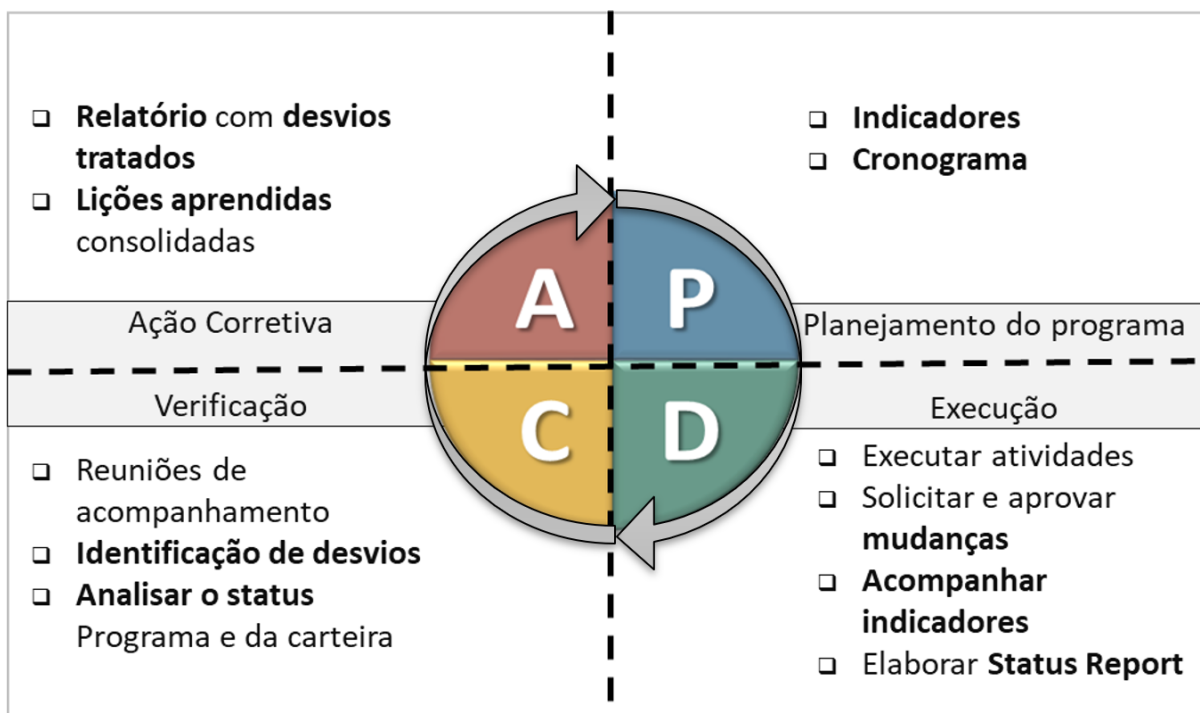 Relatório com desvios
tratados
Lições aprendidas
consolidadas
Ação Corretiva
Indicadores
Cronograma
Planejamento do programa
A
P
C
D
Verificação
Reuniões de
acompanhamento
Identificação de desvios
Analisar o status
Programa e da carteira
Execução
Executar atividades
Solicitar e aprovar
mudanças
Acompanhar
indicadores
Elaborar Status Report